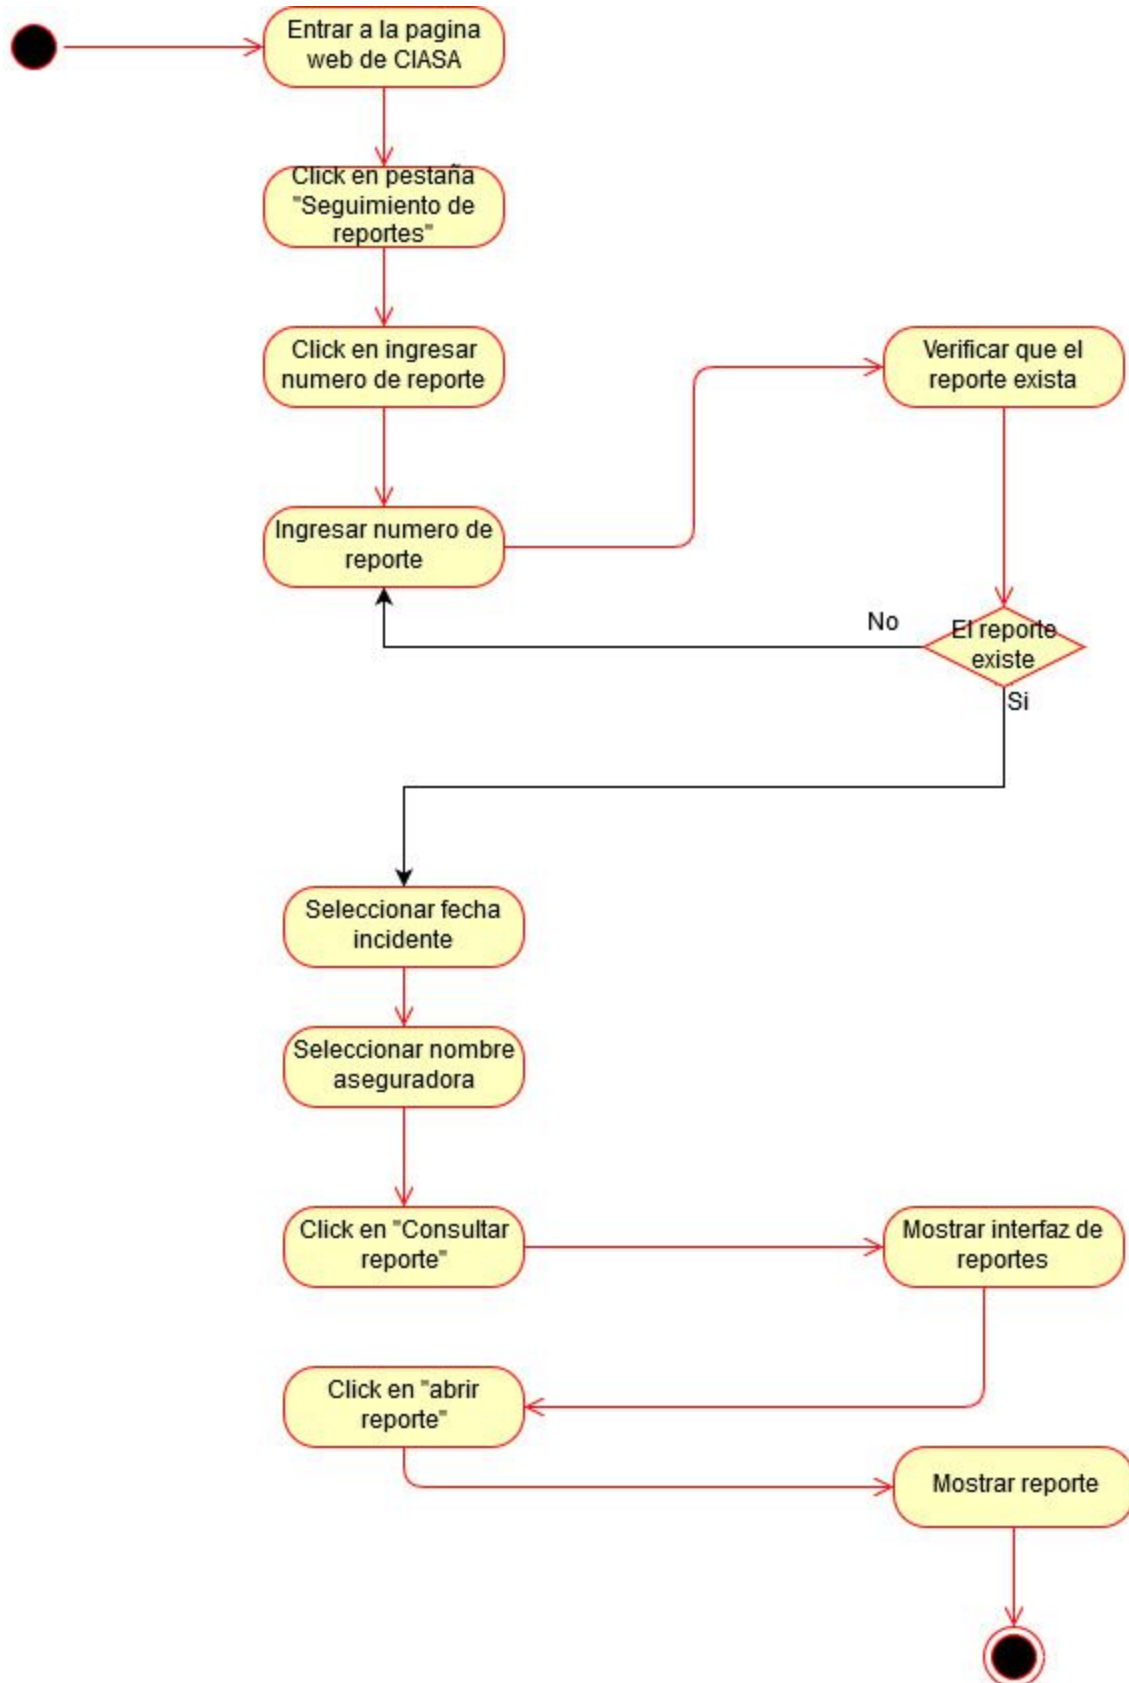 Entrar a la pagina
web de CIASA
Click en pestaña
"Seguimiento de
reportes"
Click en ingresar
numero de reporte
Verificar que el
reporte exista
Ingresar numero de
reporte
No
El reporte
existe
Si
Seleccionar fecha
incidente
Seleccionar nombre
aseguradora
Click en "Consultar
reporte"
Mostrar interfaz de
reportes
Click en "abrir
reporte"
Mostrar reporte